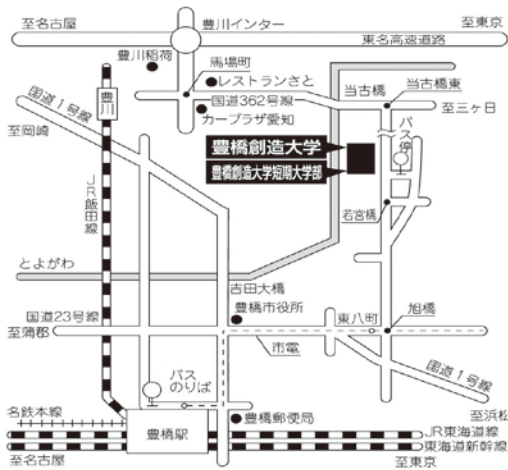 至名古屋
豊川インター
至東京
東名高速道路
豊川稲荷
馬場町
レストランさと
当古橋
当古橋東
国道1号線
豊川
国道362号線
至三ヶ日
カープラザ愛知
至岡崎
バス停
豊橋創造大学
豊橋創造大学短期大学部
JR飯田線
若宮橋
とよがわ
吉田大橋
国道23号線
豊橋市役所
東八町
旭橋
至蒲郡
市電
国道1号線
バス
のりば
名鉄本線
豊橋駅
豊橋郵便局
至浜松
JR東海道線
東海道新幹線
至名古屋
至東京